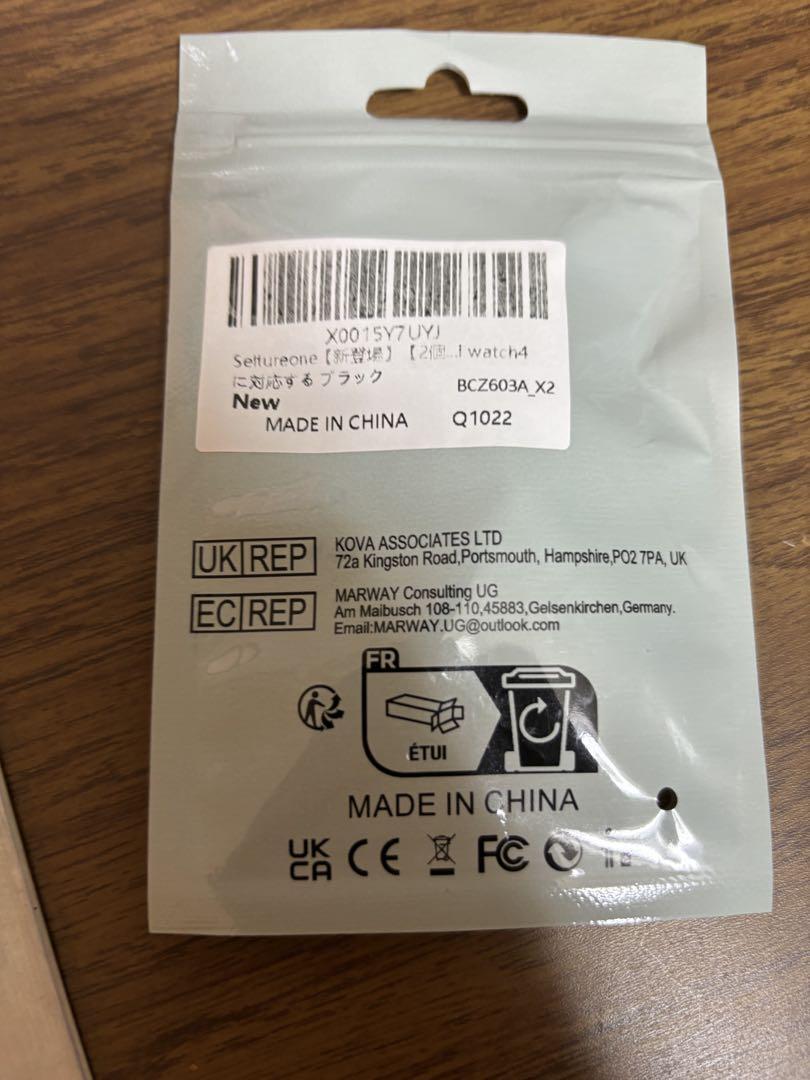 X0015Y7UYJ
Seftureone【新登場】【2個...l watch4
に対応する ブラック
BCZ603A_X2
New
MADE IN CHINA Q1022
UK REP
KOVA ASSOCIATES LTD
72a Kingston Road,Portsmouth, Hampshire,PO2 7PA, UK
EC REP
MARWAY Consulting UG
Am Maibusch 108-110,45883,Gelsenkirchen,Germany.
Email:MARWAY.UG@outlook.com
FR
ÉTUI
MADE IN CHINA
UK
CA
CE
FC